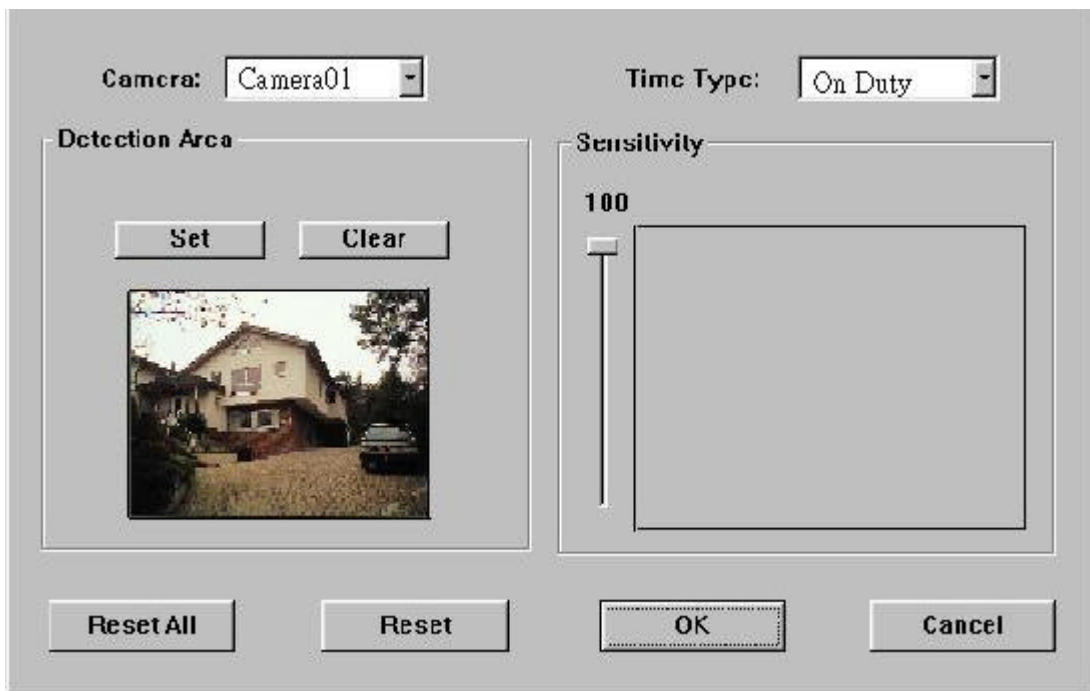 Camera: Camera01 Time Type: On Duty
Detection Area Sensitivity
100
Set Clear
Reset All Reset OK Cancel